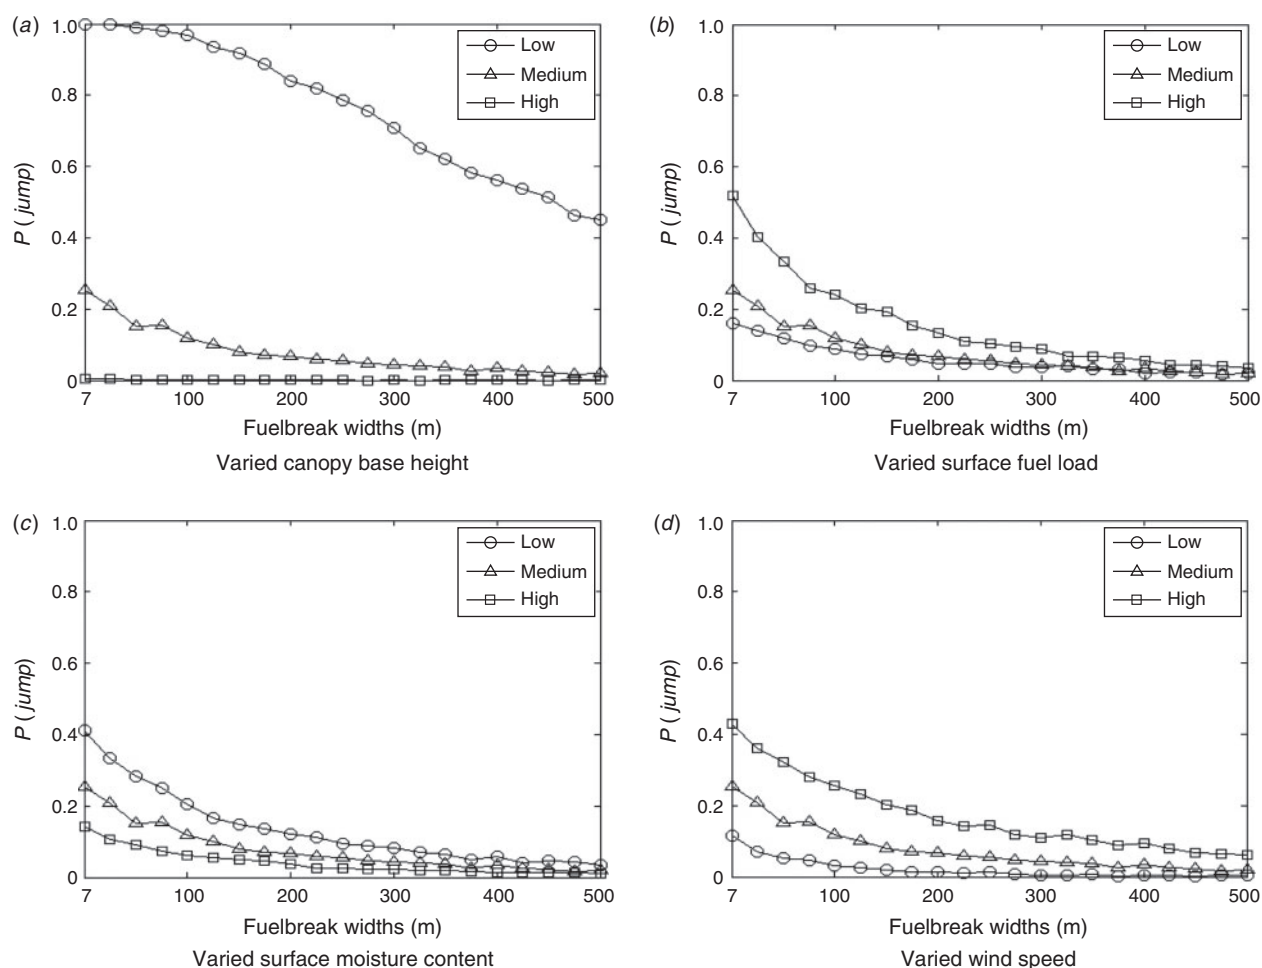 (a)
1.0
0.8
0.6
0.4
0.2
0
P (jump)
Low
Medium
High
7 100 200 300 400 500
Fuelbreak widths (m)
Varied canopy base height
(b)
1.0
0.8
0.6
0.4
0.2
0
P (jump)
Low
Medium
High
7 100 200 300 400 500
Fuelbreak widths (m)
Varied surface fuel load
(c)
1.0
0.8
0.6
0.4
0.2
0
P (jump)
Low
Medium
High
7 100 200 300 400 500
Fuelbreak widths (m)
Varied surface moisture content
(d)
1.0
0.8
0.6
0.4
0.2
0
P (jump)
Low
Medium
High
7 100 200 300 400 500
Fuelbreak widths (m)
Varied wind speed